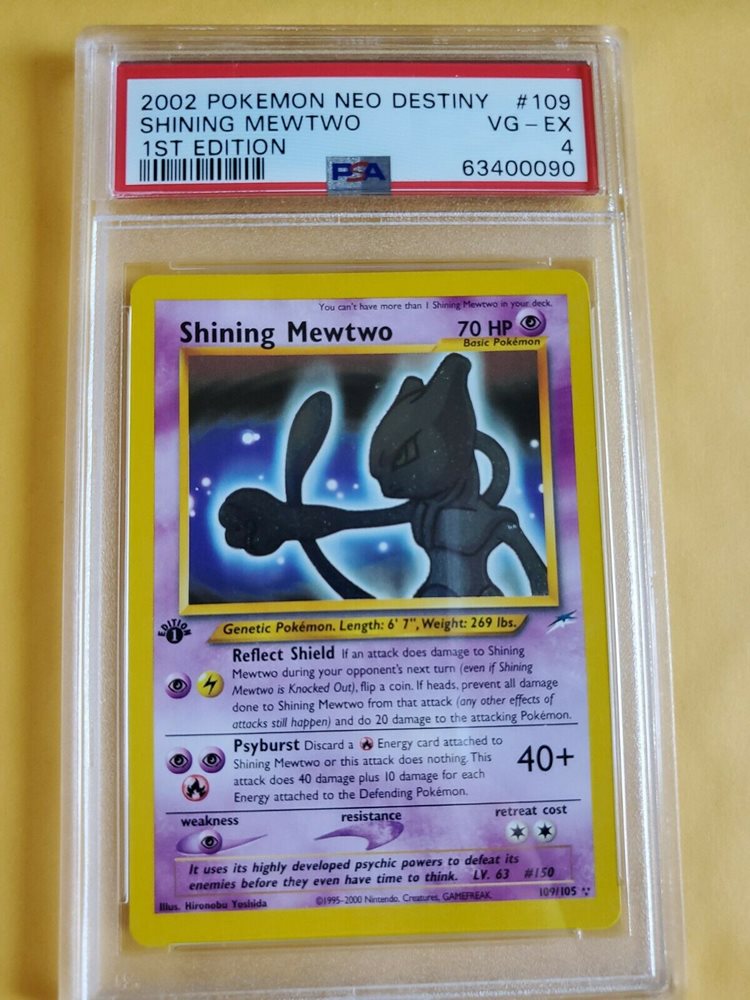 2002 POKEMON NEO DESTINY #109
SHINING MEWTWO VG - EX
1ST EDITION 4
PSA 63400090
You can't have more than 1 Shining Mewtwo in your deck.
Shining Mewtwo 70 HP
Basic Pokémon
Genetic Pokémon. Length: 6' 7", Weight: 269 lbs.
EDITION 1
Reflect Shield If an attack does damage to Shining
Mewtwo during your opponent's next turn (even if Shining
Mewtwo is Knocked Out), flip a coin. If heads, prevent all damage
done to Shining Mewtwo from that attack (any other effects of
attacks still happen) and do 20 damage to the attacking Pokémon.
Psyburst Discard a Energy card attached to
Shining Mewtwo or this attack does nothing. This
attack does 40 damage plus 10 damage for each
Energy attached to the Defending Pokémon.
40+
weakness resistance retreat cost
It uses its highly developed psychic powers to defeat its
enemies before they even have time to think. LV. 63 #150
Illus. Hironobu Yoshida ©1995-2000 Nintendo, Creatures, GAMEFREAK. 109/105